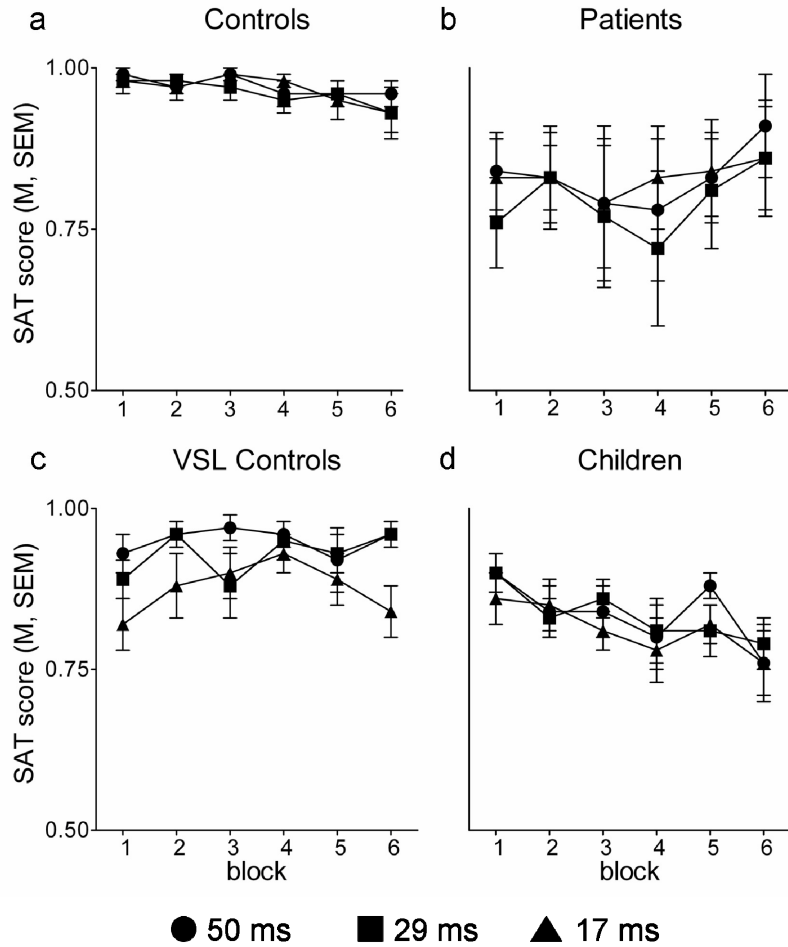 a Controls
b Patients
SAT score (M, SEM)
1.00
0.75
0.50
1 2 3 4 5 6
1 2 3 4 5 6
c VSL Controls
d Children
SAT score (M, SEM)
1.00
0.75
0.50
1 2 3 4 5 6
block
1 2 3 4 5 6
block
50 ms 29 ms 17 ms